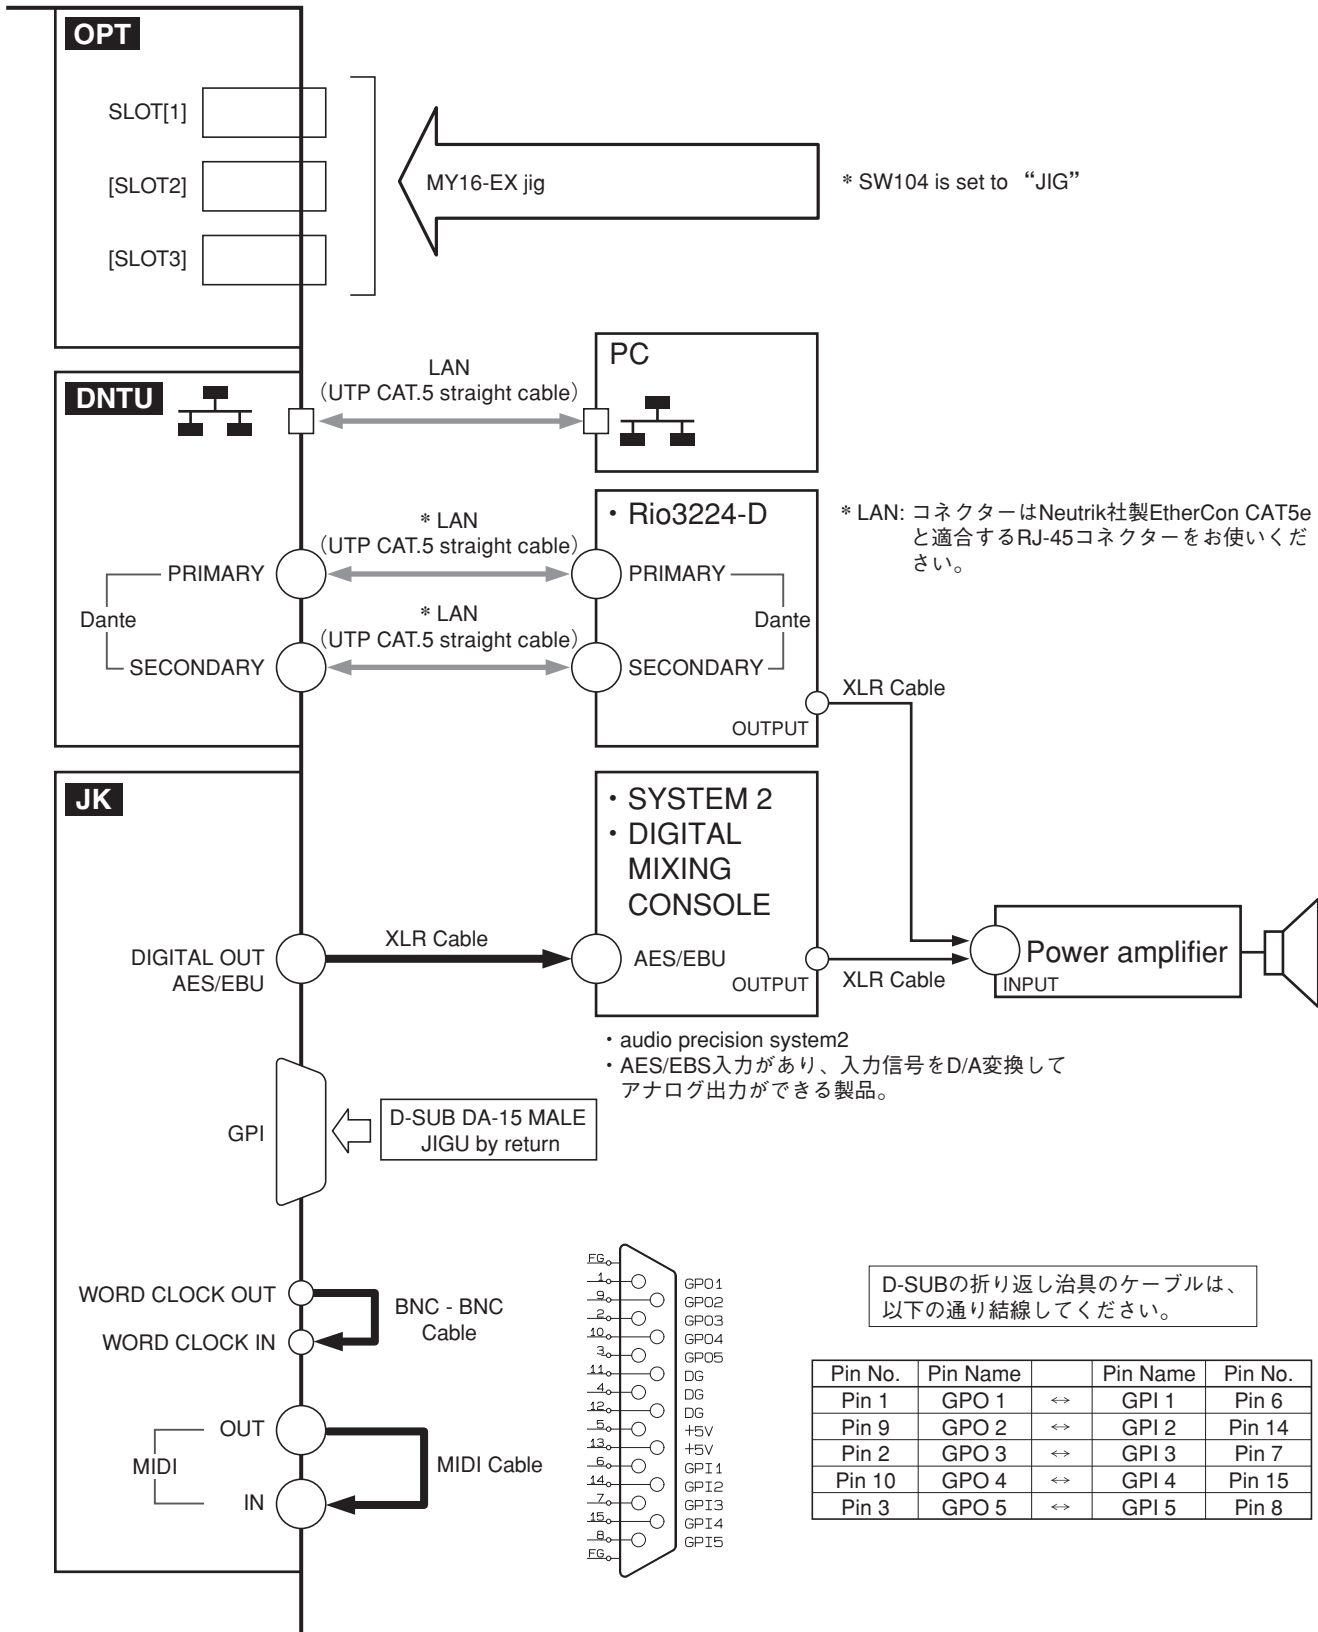 OPT
SLOT[1]
[SLOT2]
[SLOT3]
MY16-EX jig
* SW104 is set to “JIG”
DNTU
LAN
（UTP CAT.5 straight cable）
PC
* LAN
（UTP CAT.5 straight cable）
・Rio3224-D
* LAN: コネクターはNeutrik社製EtherCon CAT5e
と適合するRJ-45コネクターをお使いくだ
さい。
PRIMARY
PRIMARY
Dante
* LAN
（UTP CAT.5 straight cable）
Dante
SECONDARY
SECONDARY
XLR Cable
OUTPUT
JK
・SYSTEM 2
・DIGITAL
MIXING
CONSOLE
DIGITAL OUT
AES/EBU
XLR Cable
AES/EBU
OUTPUT
XLR Cable
Power amplifier
INPUT
・audio precision system2
・AES/EBS入力があり、入力信号をD/A変換して
アナログ出力ができる製品。
GPI
D-SUB DA-15 MALE
JIGU by return
WORD CLOCK OUT
WORD CLOCK IN
BNC - BNC
Cable
MIDI
OUT
IN
MIDI Cable
FG
1 GPO1
9 GPO2
2 GPO3
10 GPO4
3 GPO5
11 DG
4 DG
12 DG
5 +5V
13 +5V
6 GPI1
14 GPI2
7 GPI3
15 GPI4
8 GPI5
FG
D-SUBの折り返し治具のケーブルは、
以下の通り結線してください。
Pin No. Pin Name Pin Name Pin No.
Pin 1 GPO 1 ↔ GPI 1 Pin 6
Pin 9 GPO 2 ↔ GPI 2 Pin 14
Pin 2 GPO 3 ↔ GPI 3 Pin 7
Pin 10 GPO 4 ↔ GPI 4 Pin 15
Pin 3 GPO 5 ↔ GPI 5 Pin 8